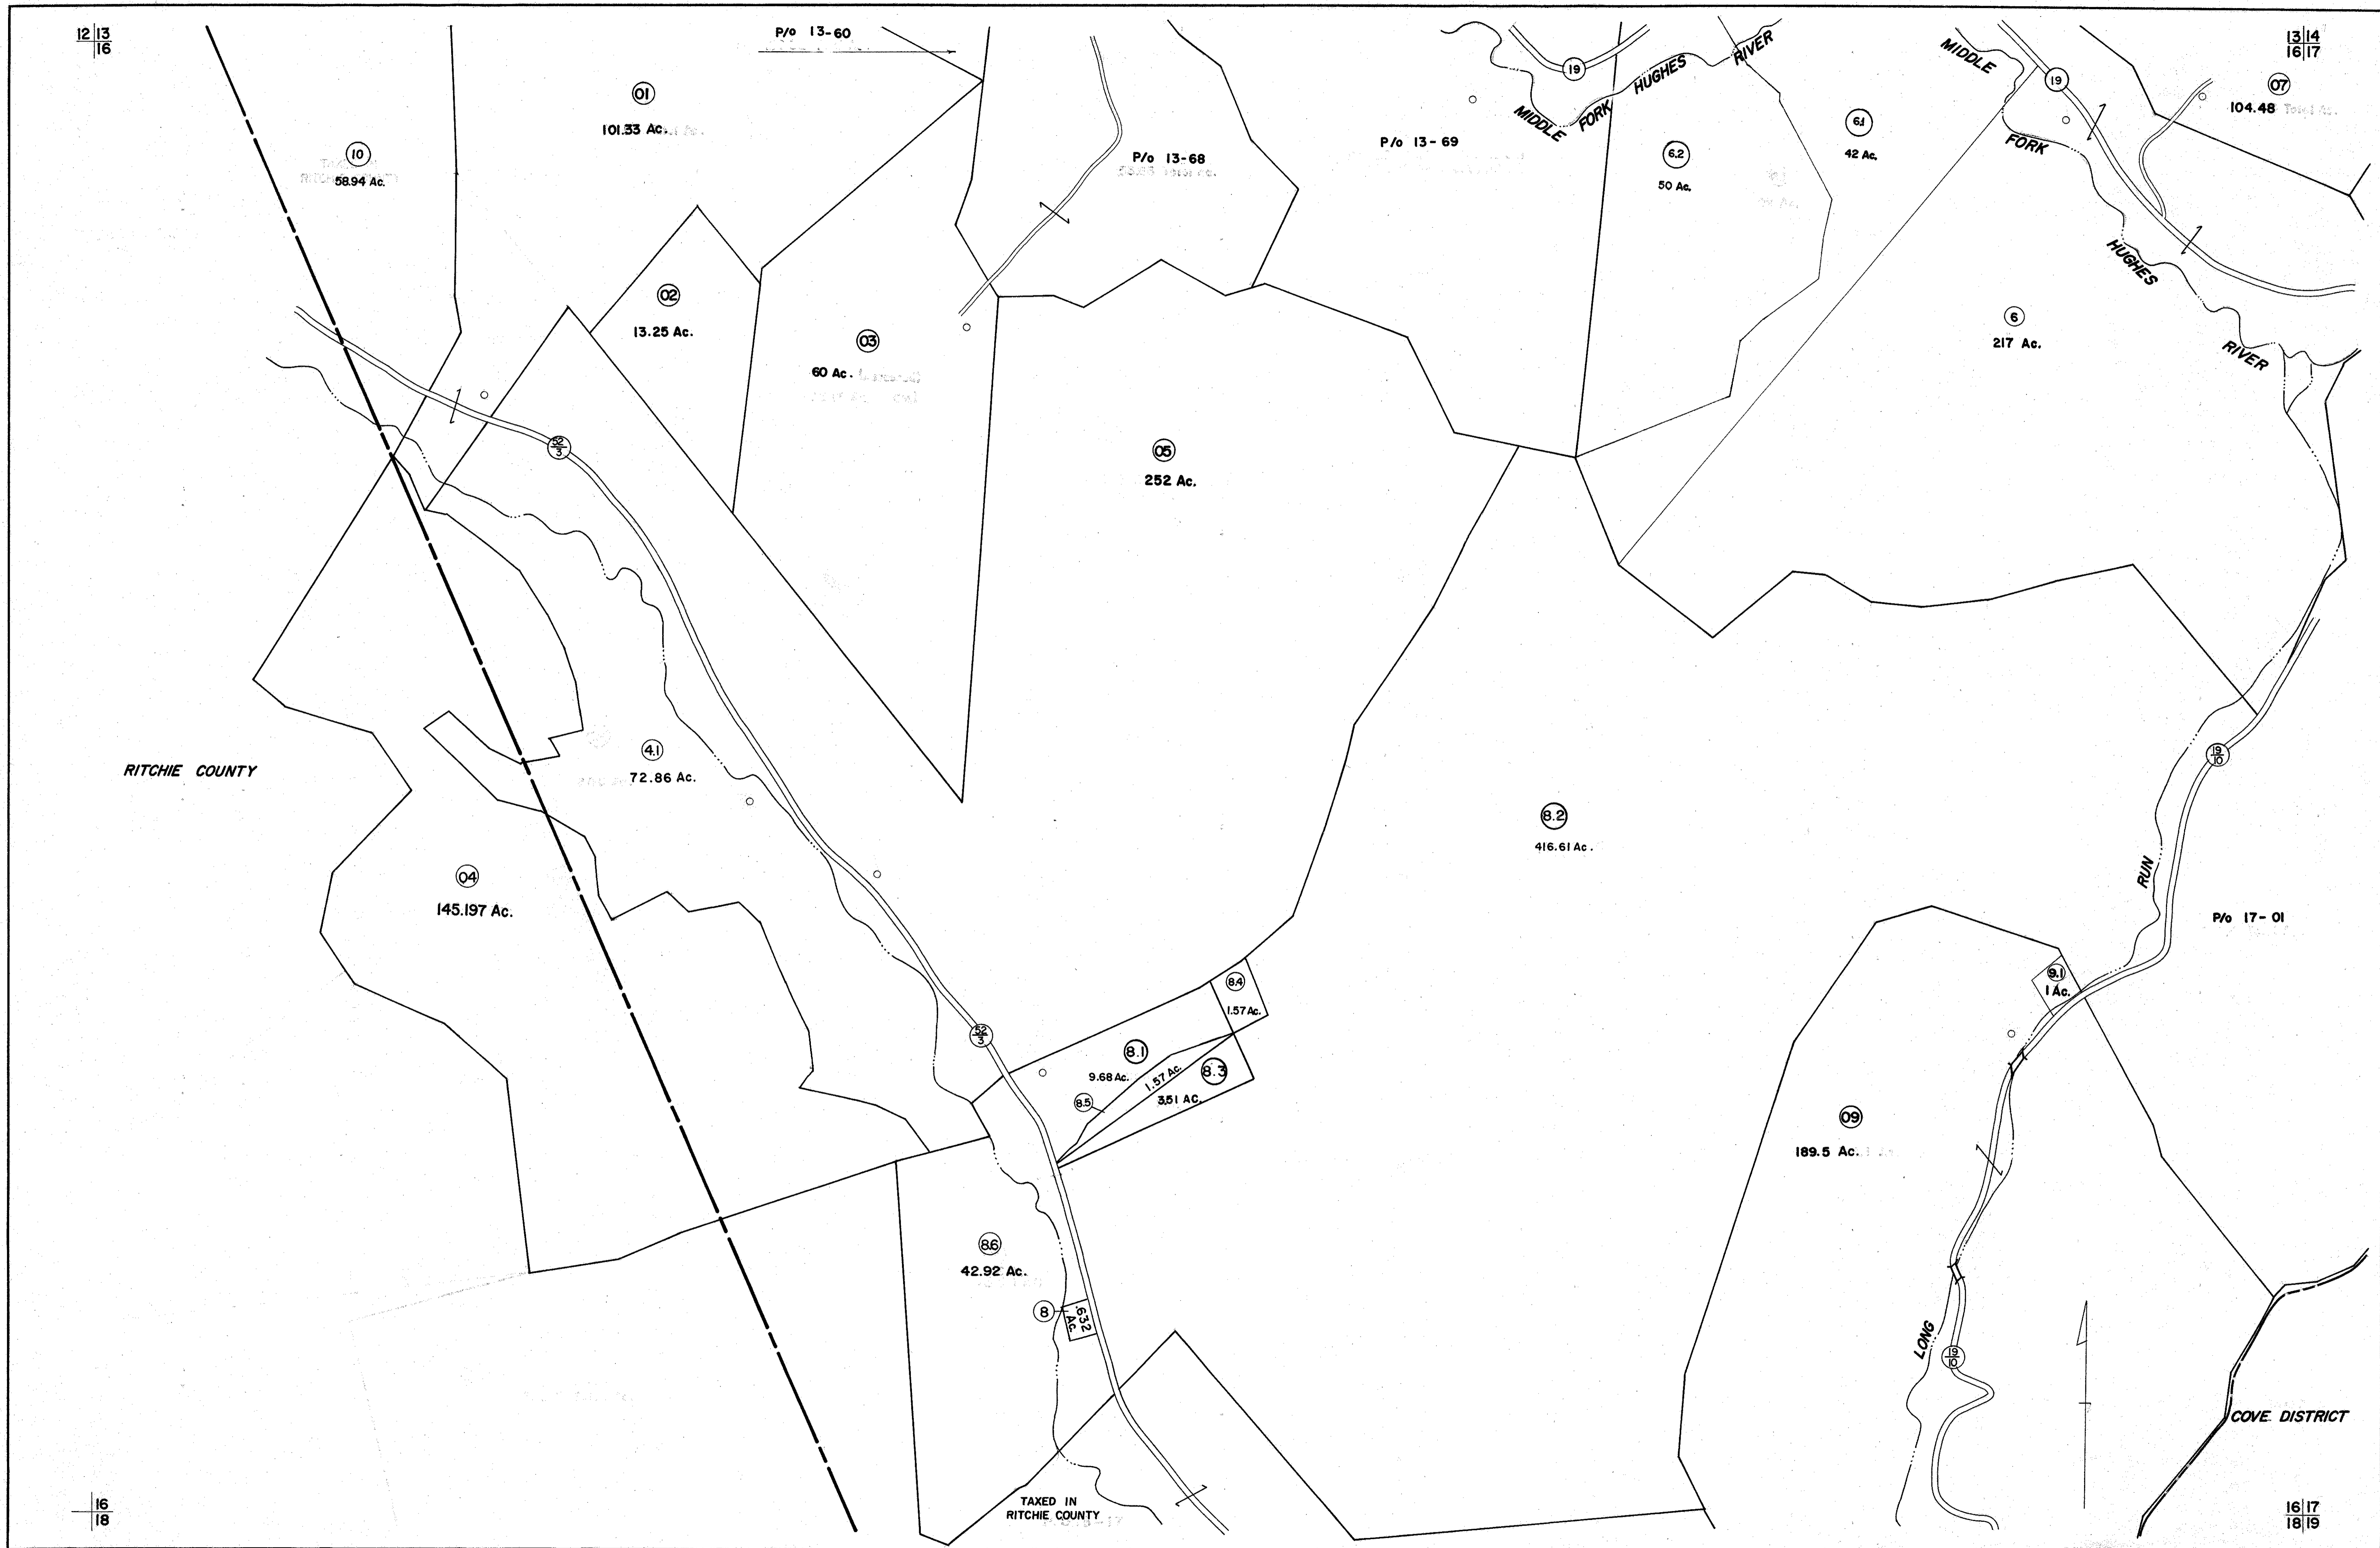 12 13
16
P/o 13-60
13 14
16 17
01
101.33 Ac.
10
58.94 Ac.
P/o 13-68
19
MIDDLE FORK HUGHES RIVER
P/o 13-69
6.2
50 Ac.
6.1
42 Ac.
MIDDLE
FORK
HUGHES
RIVER
19
07
104.48 Total Ac.
02
13.25 Ac.
03
60 Ac.
6
217 Ac.
52
3
05
252 Ac.
RITCHIE COUNTY
4.1
72.86 Ac.
19
10
8.2
416.61 Ac.
04
145.197 Ac.
RUN
P/o 17-01
9.1
1 Ac.
8.4
1.57 Ac.
52
3
8.1
9.68 Ac.
1.57 Ac.
8.3
3.51 AC.
8.5
09
189.5 Ac.
8.6
42.92 Ac.
8
.632
Ac.
LONG
19
10
COVE DISTRICT
TAXED IN
RITCHIE COUNTY
16
18
16 17
18 19